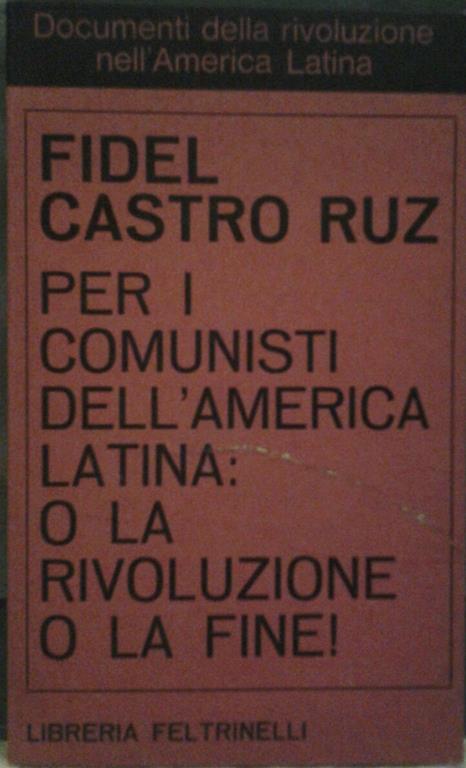 Documenti della rivoluzione
nell'America Latina
FIDEL
CASTRO RUZ
PER I
COMUNISTI
DELL'AMERICA
LATINA:
O LA
RIVOLUZIONE
O LA FINE!
LIBRERIA FELTRINELLI